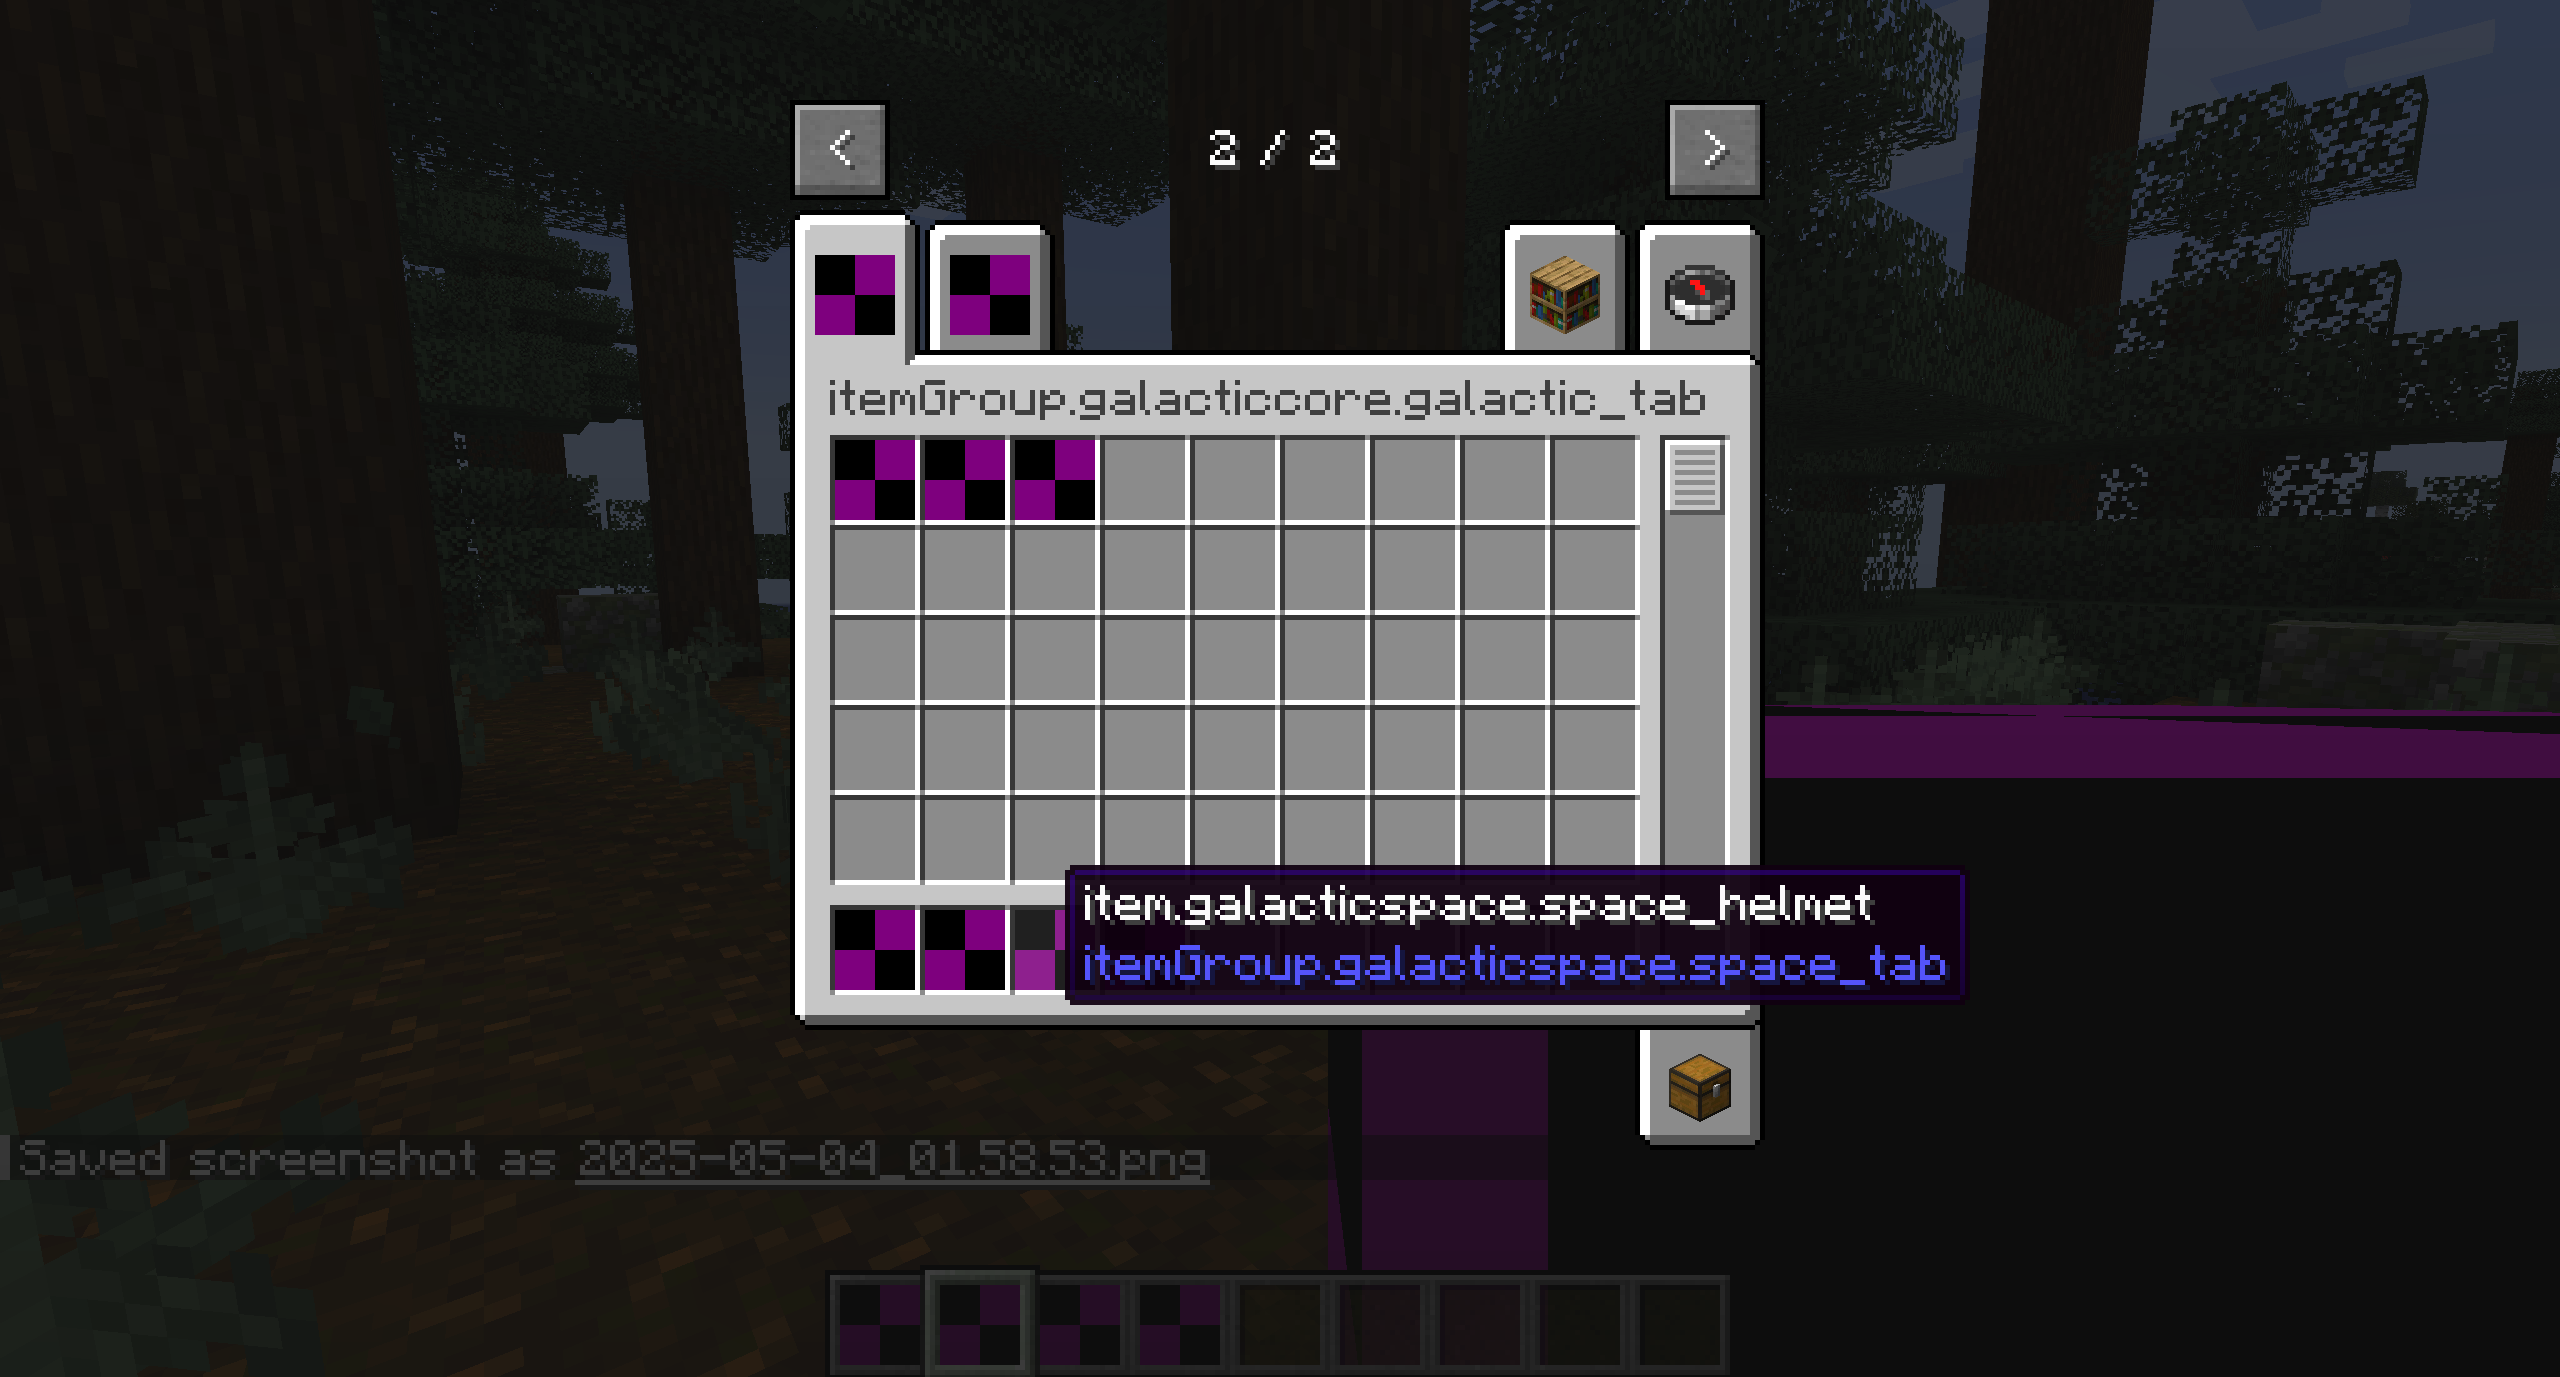 < 2 / 2 >
itemGroup.galacticcore.galactic_tab
item.galacticspace.space_helmet
itemGroup.galacticspace.space_tab
Saved screenshot as 2025-05-04_01.58.53.png